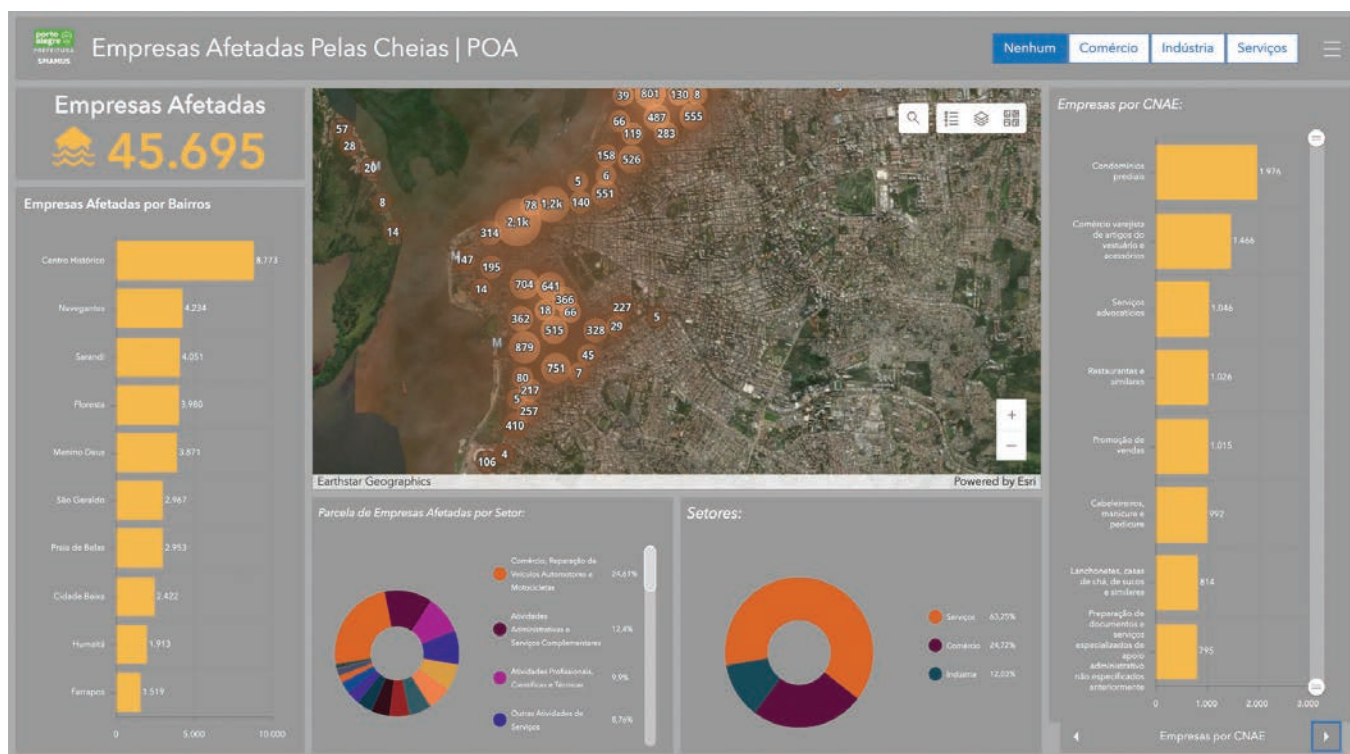 porto
alegre
PREFEITURA
SMAMUS
Empresas Afetadas Pelas Cheias | POA
Nenhum
Comércio
Indústria
Serviços
Empresas Afetadas
45.695
Empresas Afetadas por Bairros
Centro Histórico
8.773
Navegantes
4.234
Sarandi
4.051
Floresta
3.980
Menino Deus
3.871
São Geraldo
2.967
Praia de Belas
2.953
Cidade Baixa
2.422
Humaitá
1.913
Farrapos
1.519
0
5.000
10.000
39
801
130
8
66
487
555
119
283
158
526
6
5
551
140
78
1,2k
2,1k
314
57
28
20
M
8
14
M
147
195
14
704
641
366
18
66
362
515
227
5
29
328
M
879
45
751
7
80
217
5
257
410
4
106
+
−
Earthstar Geographics
Powered by Esri
Parcela de Empresas Afetadas por Setor:
Comércio, Reparação de
Veículos Automotores e
Motocicletas
24,61%
Atividades
Administrativas e
Serviços Complementares
12,4%
Atividades Profissionais,
Científicas e Técnicas
9,9%
Outras Atividades de
Serviços
8,76%
Setores:
Serviços 63,25%
Comércio 24,72%
Indústria 12,03%
Empresas por CNAE:
Condomínios
prediais
1.976
Comércio varejista
de artigos do
vestuário e
acessórios
1.466
Serviços
advocatícios
1.046
Restaurantes e
similares
1.026
Promoção de
vendas
1.015
Cabeleireiros,
manicure e
pedicure
992
Lanchonetes, casas
de chá, de sucos
e similares
814
Preparação de
documentos e
serviços
especializados de
apoio
administrativo
não especificados
anteriormente
795
0
1.000
2.000
3.000
Empresas por CNAE